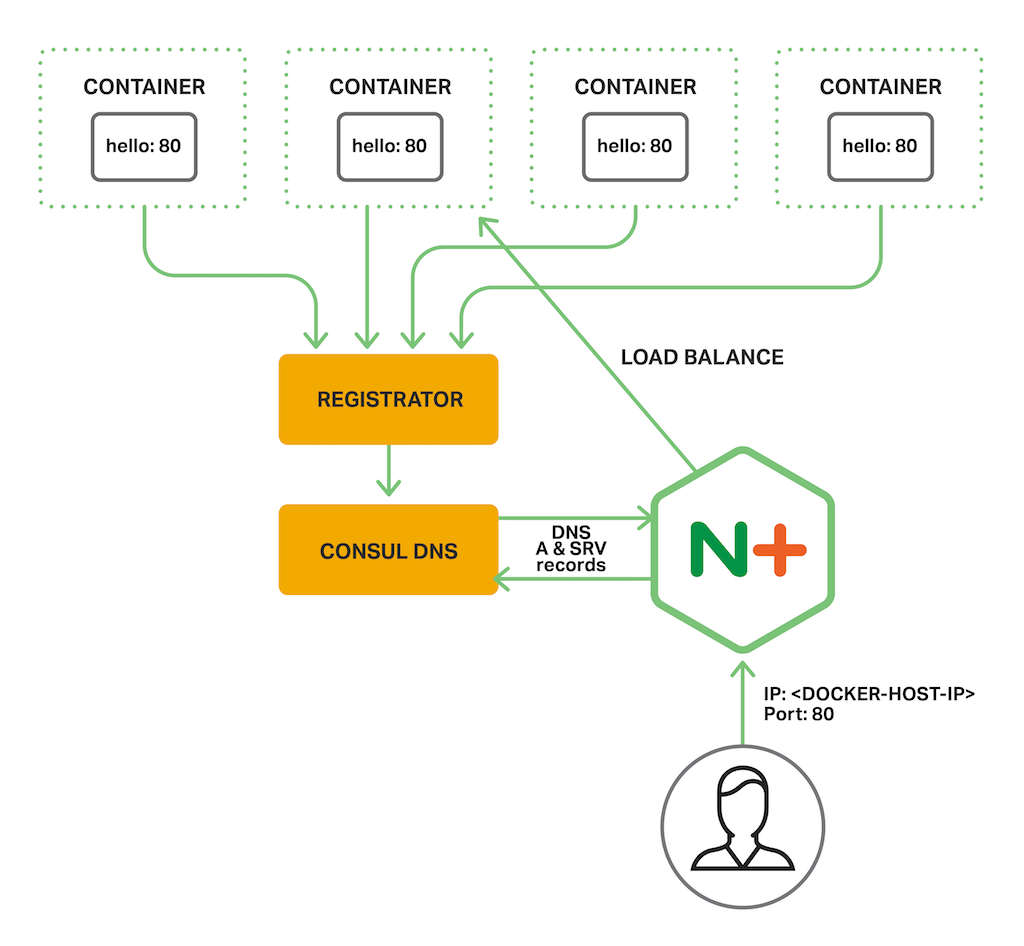 CONTAINER
hello: 80
CONTAINER
hello: 80
CONTAINER
hello: 80
CONTAINER
hello: 80
LOAD BALANCE
REGISTRATOR
CONSUL DNS
DNS
A & SRV
records
N+
IP: <DOCKER-HOST-IP>
Port: 80